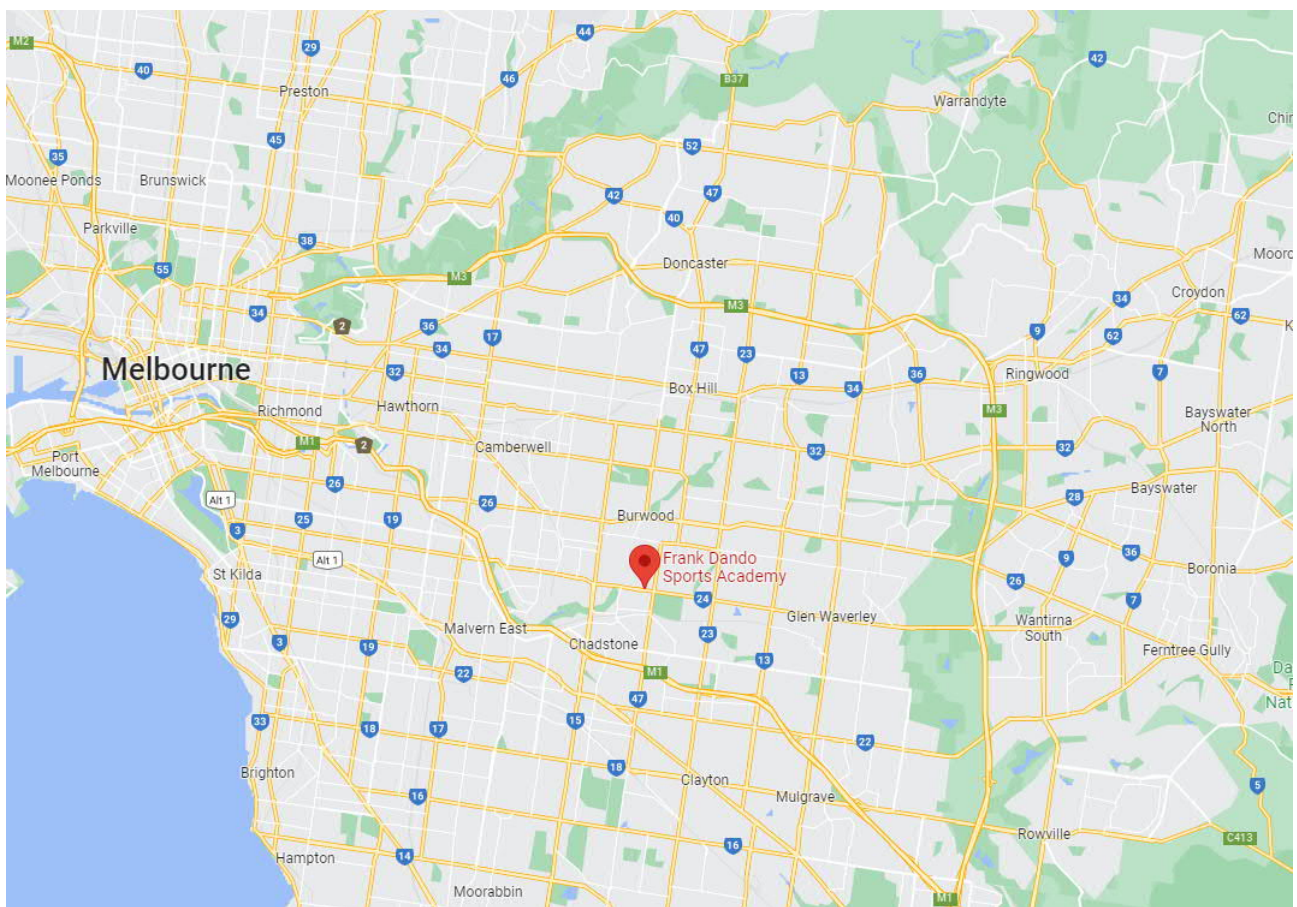 M2
29
44
40
46
B37
42
Preston
Warrandyte
Chir
45
52
35
Moonee Ponds
Brunswick
42
47
40
Parkville
38
Mooro
55
M3
Doncaster
Croydon
34
M3
34
62
2
36
17
9
62
34
47
23
Melbourne
32
13
34
36
Ringwood
7
Box Hill
Richmond
Hawthorn
M3
Bayswater
North
M1
2
Camberwell
32
32
Port
Melbourne
26
Bayswater
Alt 1
26
28
3
25
19
Burwood
Alt 1
Frank Dando
Sports Academy
9
36
Boronia
St Kilda
26
24
7
29
Malvern East
Glen Waverley
Wantirna
South
3
19
Chadstone
23
Ferntree Gully
22
M1
13
Da
Nat
47
33
18
17
15
22
Brighton
18
Clayton
16
Mulgrave
5
Rowville
C413
Hampton
14
16
Moorabbin
M1